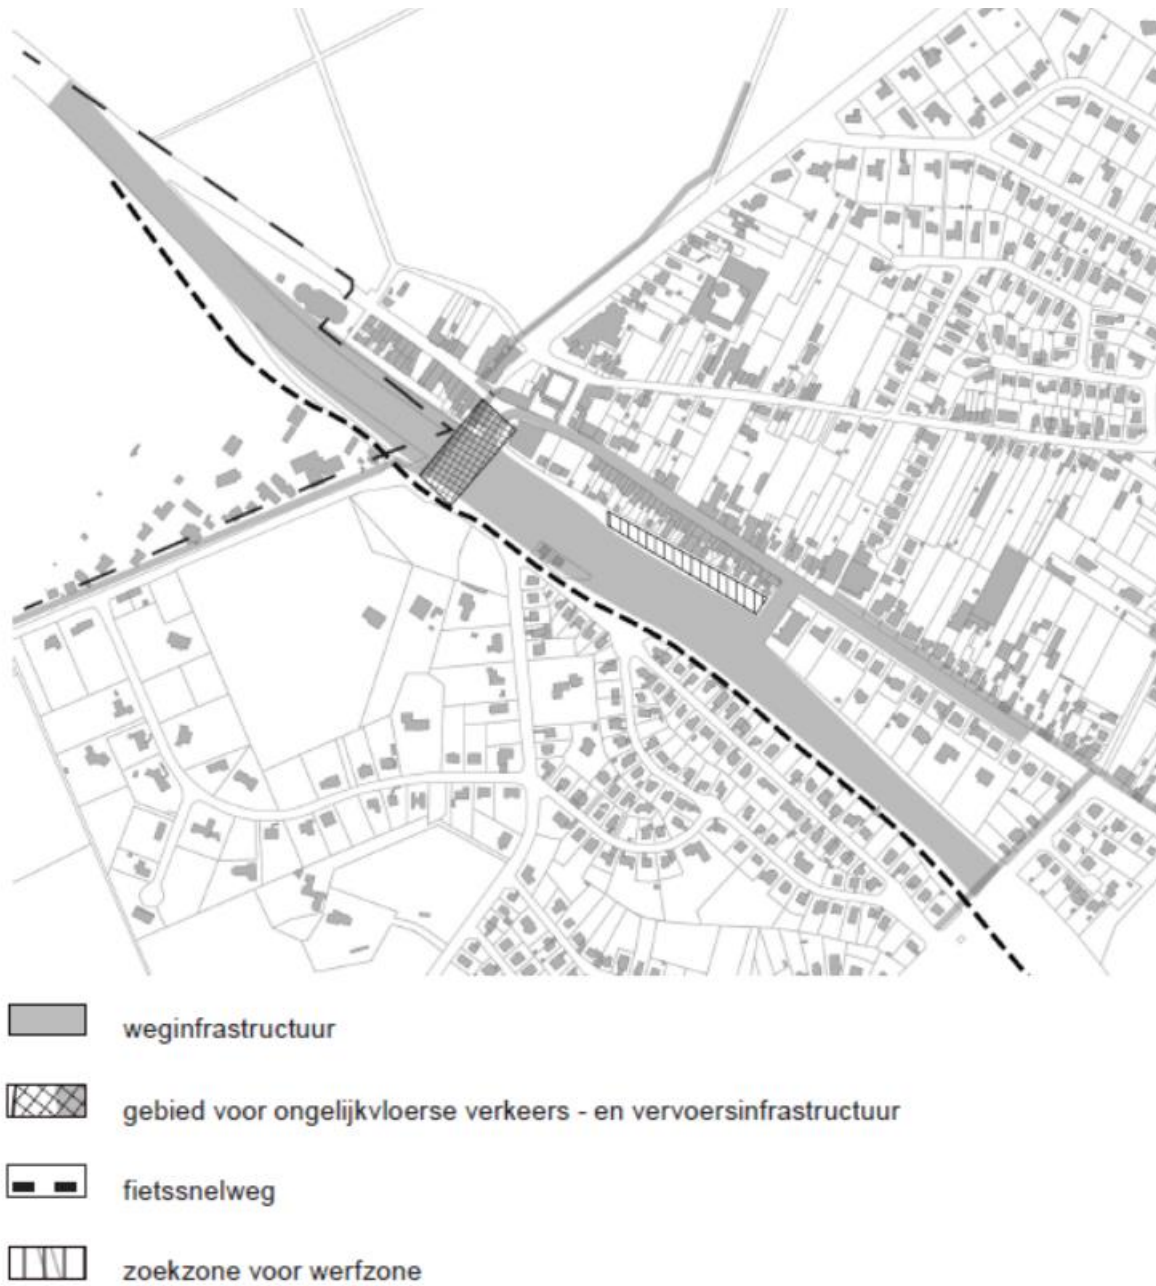 weginfrastructuur
gebied voor ongelijkvloerse verkeers - en vervoersinfrastructuur
fietssnelweg
zoekzone voor werfzone